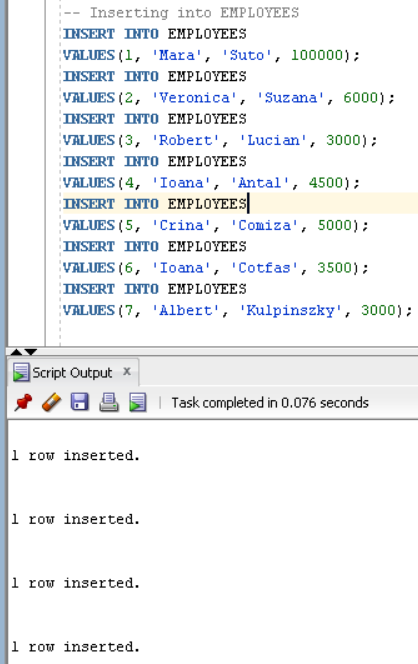 -- Inserting into EMPLOYEES
INSERT INTO EMPLOYEES
VALUES(1, 'Mara', 'Suto', 100000);
INSERT INTO EMPLOYEES
VALUES(2, 'Veronica', 'Suzana', 6000);
INSERT INTO EMPLOYEES
VALUES(3, 'Robert', 'Lucian', 3000);
INSERT INTO EMPLOYEES
VALUES(4, 'Ioana', 'Antal', 4500);
INSERT INTO EMPLOYEES
VALUES(5, 'Crina', 'Comiza', 5000);
INSERT INTO EMPLOYEES
VALUES(6, 'Ioana', 'Cotfas', 3500);
INSERT INTO EMPLOYEES
VALUES(7, 'Albert', 'Kulpinszky', 3000);
Script Output x
Task completed in 0.076 seconds
1 row inserted.
1 row inserted.
1 row inserted.
1 row inserted.